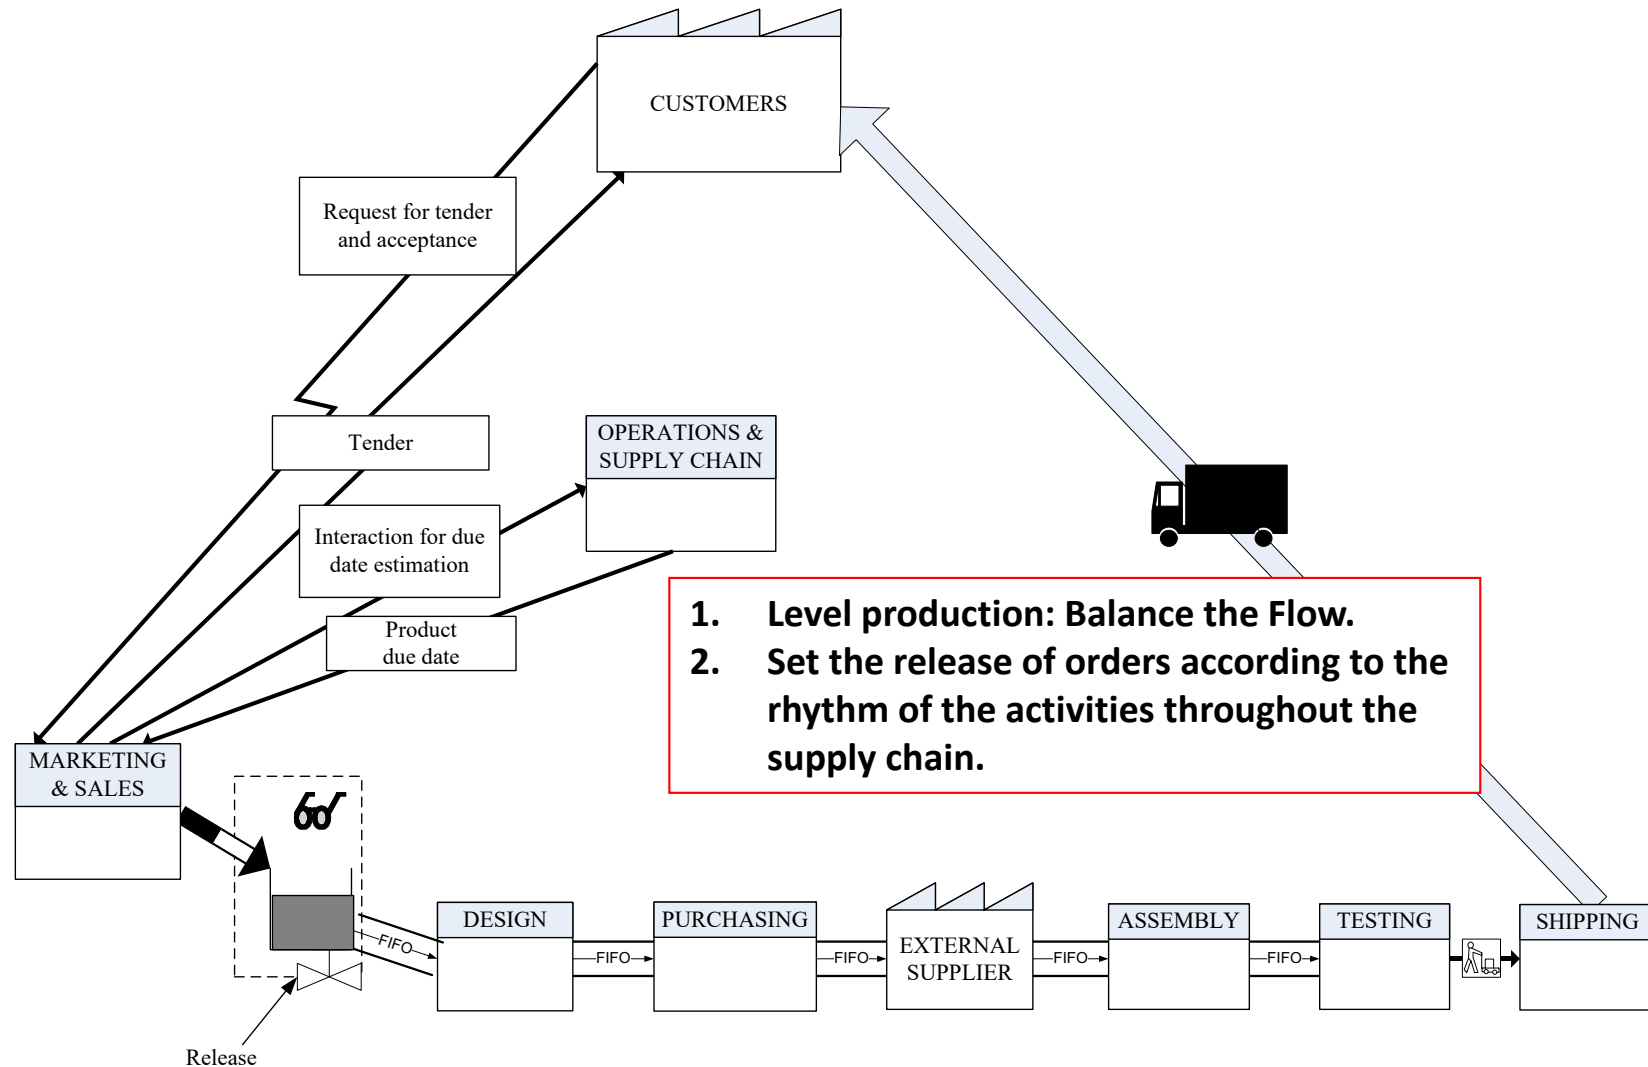 CUSTOMERS
Request for tender
and acceptance
Tender
OPERATIONS &
SUPPLY CHAIN
Interaction for due
date estimation
Product
due date
1. Level production: Balance the Flow.
2. Set the release of orders according to the
rhythm of the activities throughout the
supply chain.
MARKETING
& SALES
DESIGN
PURCHASING
EXTERNAL
SUPPLIER
ASSEMBLY
TESTING
SHIPPING
FIFO
FIFO
FIFO
FIFO
FIFO
Release